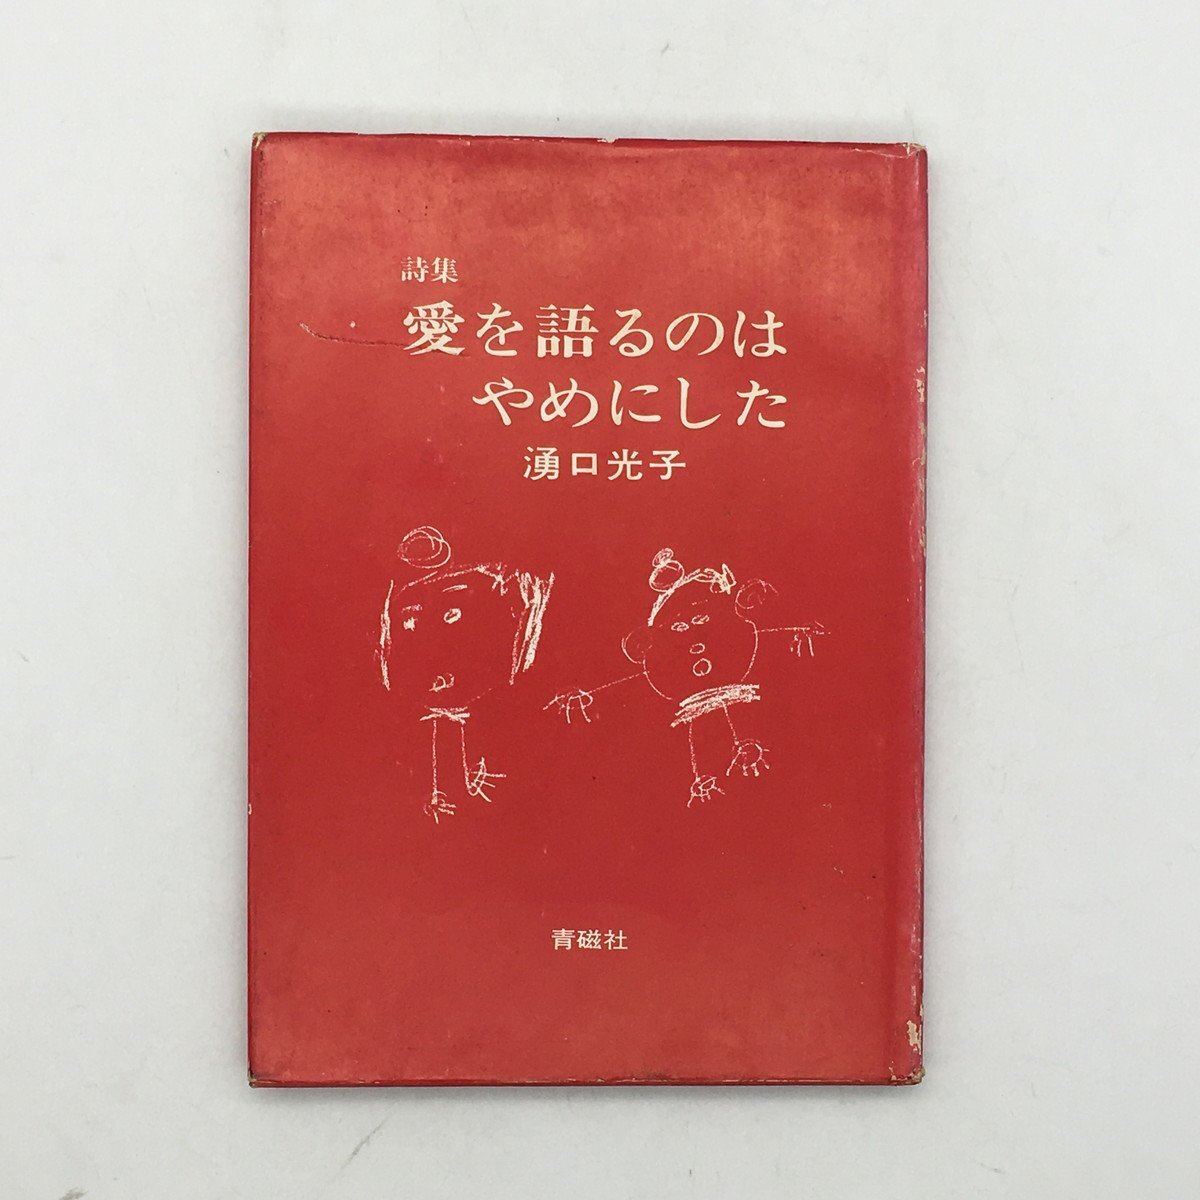 詩集
愛を語るのは
やめにした
湧口光子
青磁社